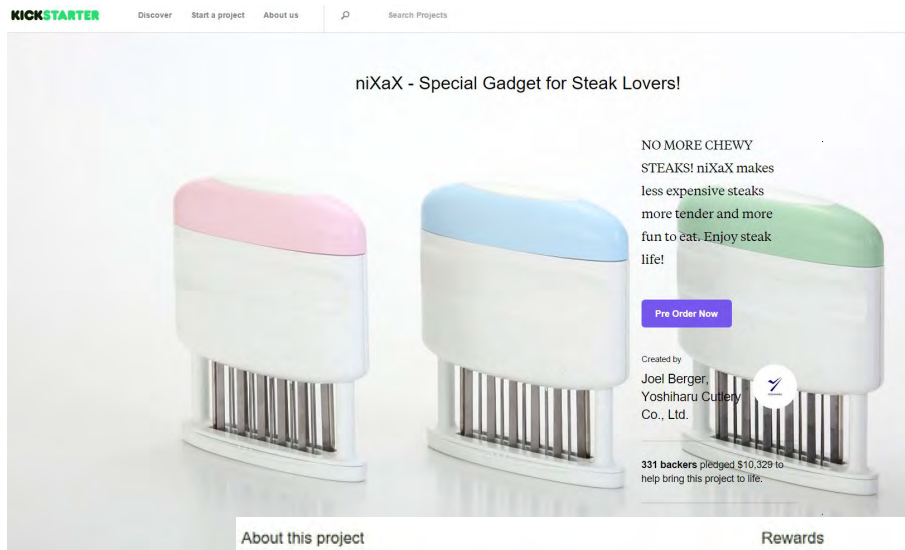 KICKSTARTER
Discover Start a project About us Search Projects
niXaX - Special Gadget for Steak Lovers!
NO MORE CHEWY
STEAKS! niXaX makes
less expensive steaks
more tender and more
fun to eat. Enjoy steak
life!
Pre Order Now
Created by
Joel Berger,
Yoshiharu Cutlery
Co., Ltd.
331 backers pledged $10,329 to
help bring this project to life.
About this project Rewards